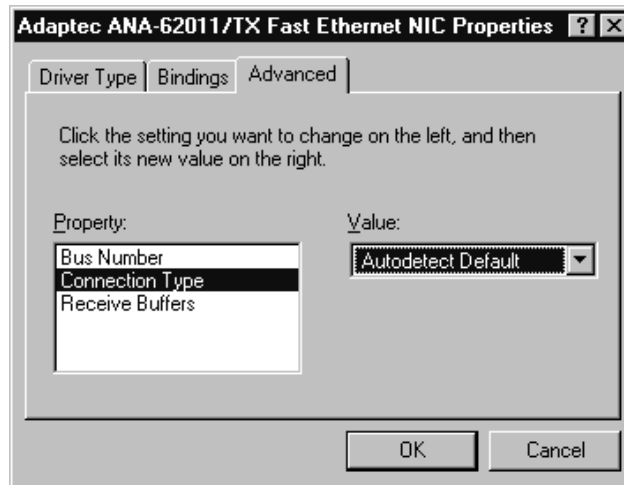 Adaptec ANA-62011/TX Fast Ethernet NIC Properties
Driver Type Bindings Advanced
Click the setting you want to change on the left, and then
select its new value on the right.
Property: Value:
Bus Number Autodetect Default
Connection Type
Receive Buffers
OK Cancel